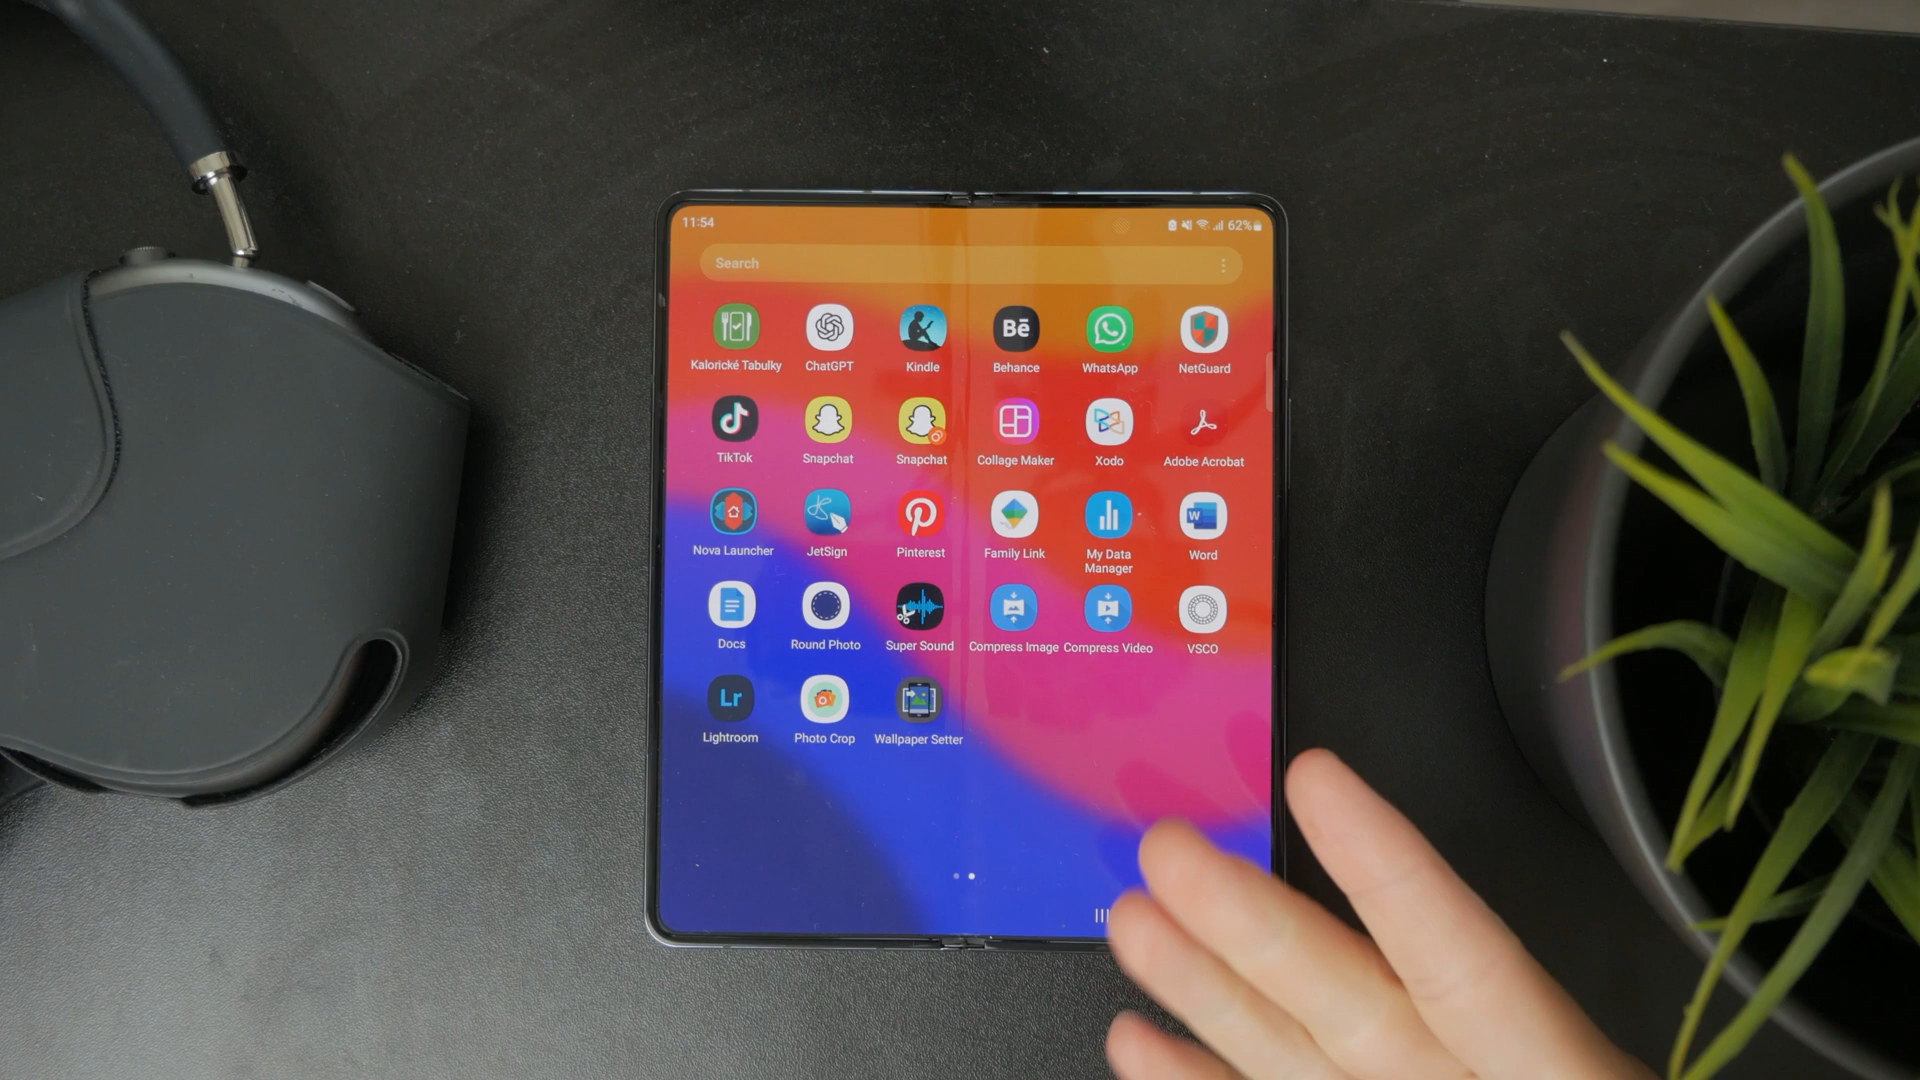 11:54 62%
Search
Bē
Kalorické Tabulky ChatGPT Kindle Behance WhatsApp NetGuard
TikTok Snapchat Snapchat Collage Maker Xodo Adobe Acrobat
W
Nova Launcher JetSign Pinterest Family Link My Data Manager Word
Docs Round Photo Super Sound Compress Image Compress Video VSCO
Lr
Lightroom Photo Crop Wallpaper Setter